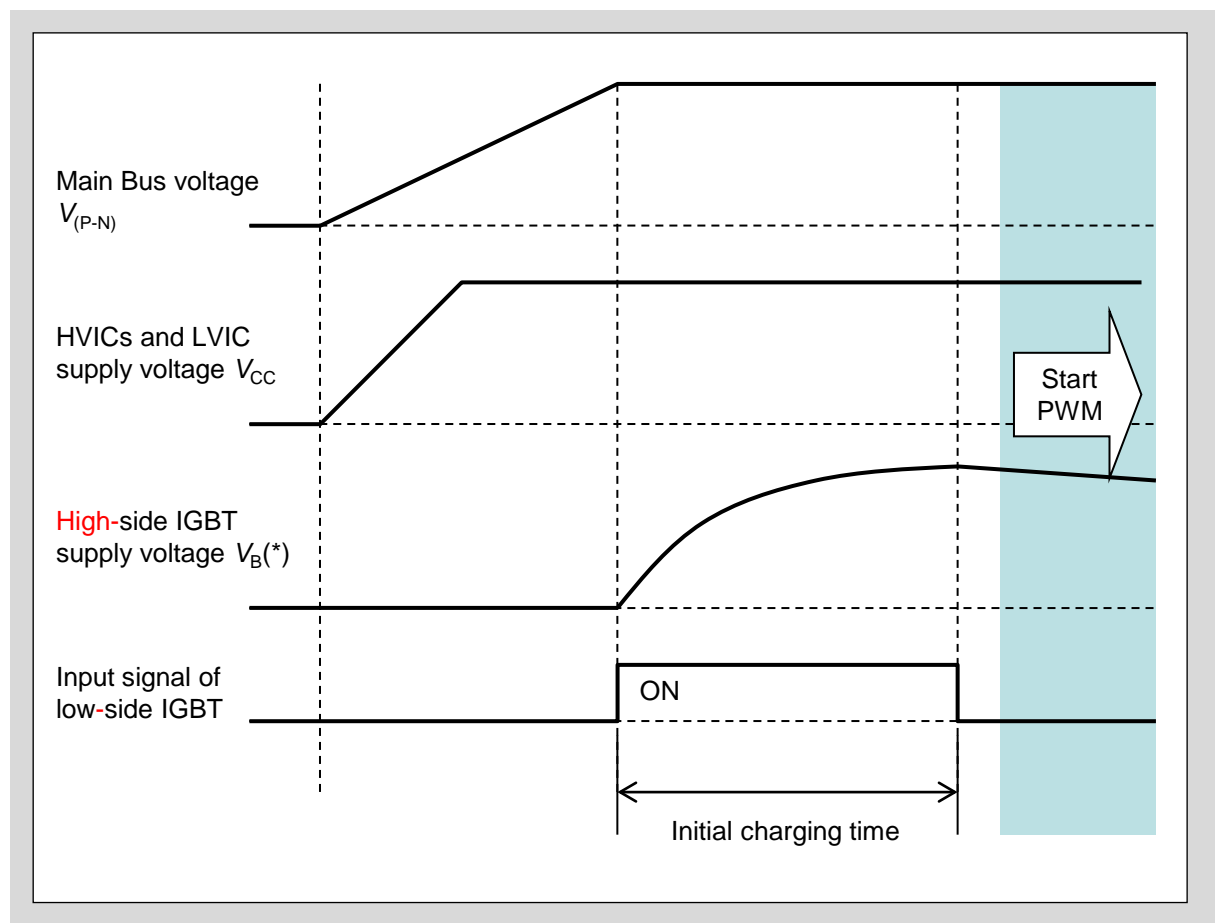 Main Bus voltage
V(P-N)
HVICs and LVIC
supply voltage VCC
Start
PWM
High-side IGBT
supply voltage VB(*)
Input signal of
low-side IGBT
ON
Initial charging time